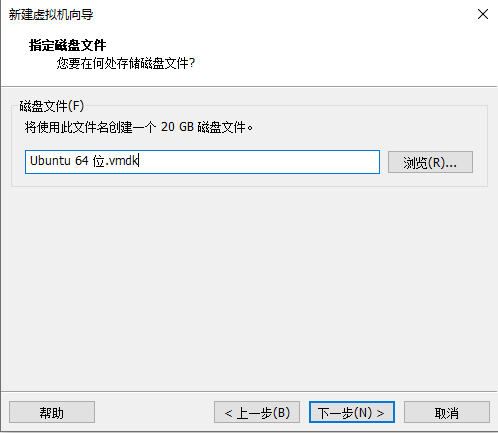 新建虚拟机向导
指定磁盘文件
您要在何处存储磁盘文件?
磁盘文件(F)
将使用此文件名创建一个 20 GB 磁盘文件。
Ubuntu 64 位.vmdk
浏览(R)...
帮助
< 上一步(B)
下一步(N) >
取消